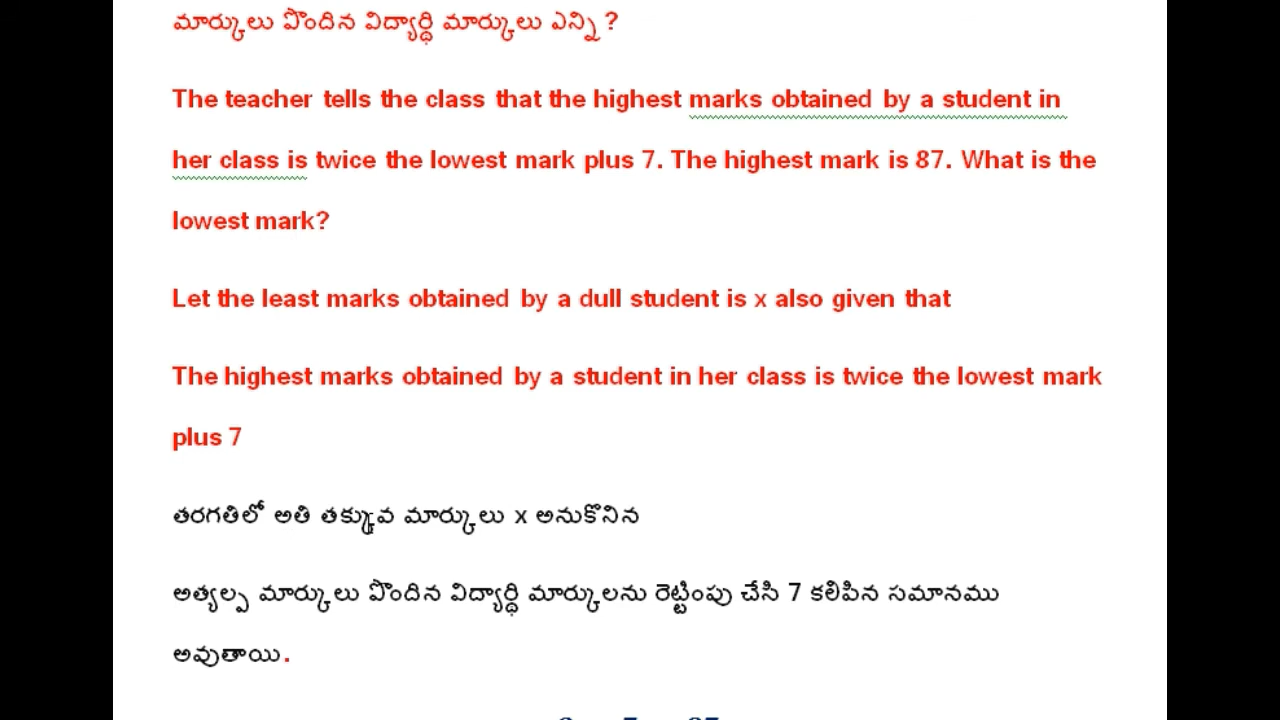 మార్కులు పొందిన విద్యార్థి మార్కులు ఎన్ని ?
The teacher tells the class that the highest marks obtained by a student in
her class is twice the lowest mark plus 7. The highest mark is 87. What is the
lowest mark?
Let the least marks obtained by a dull student is x also given that
The highest marks obtained by a student in her class is twice the lowest mark
plus 7
తరగతిలో అతి తక్కువ మార్కులు x అనుకొనిన
అత్యల్ప మార్కులు పొందిన విద్యార్థి మార్కులను రెట్టింపు చేసి 7 కలిపిన సమానము
అవుతాయి.